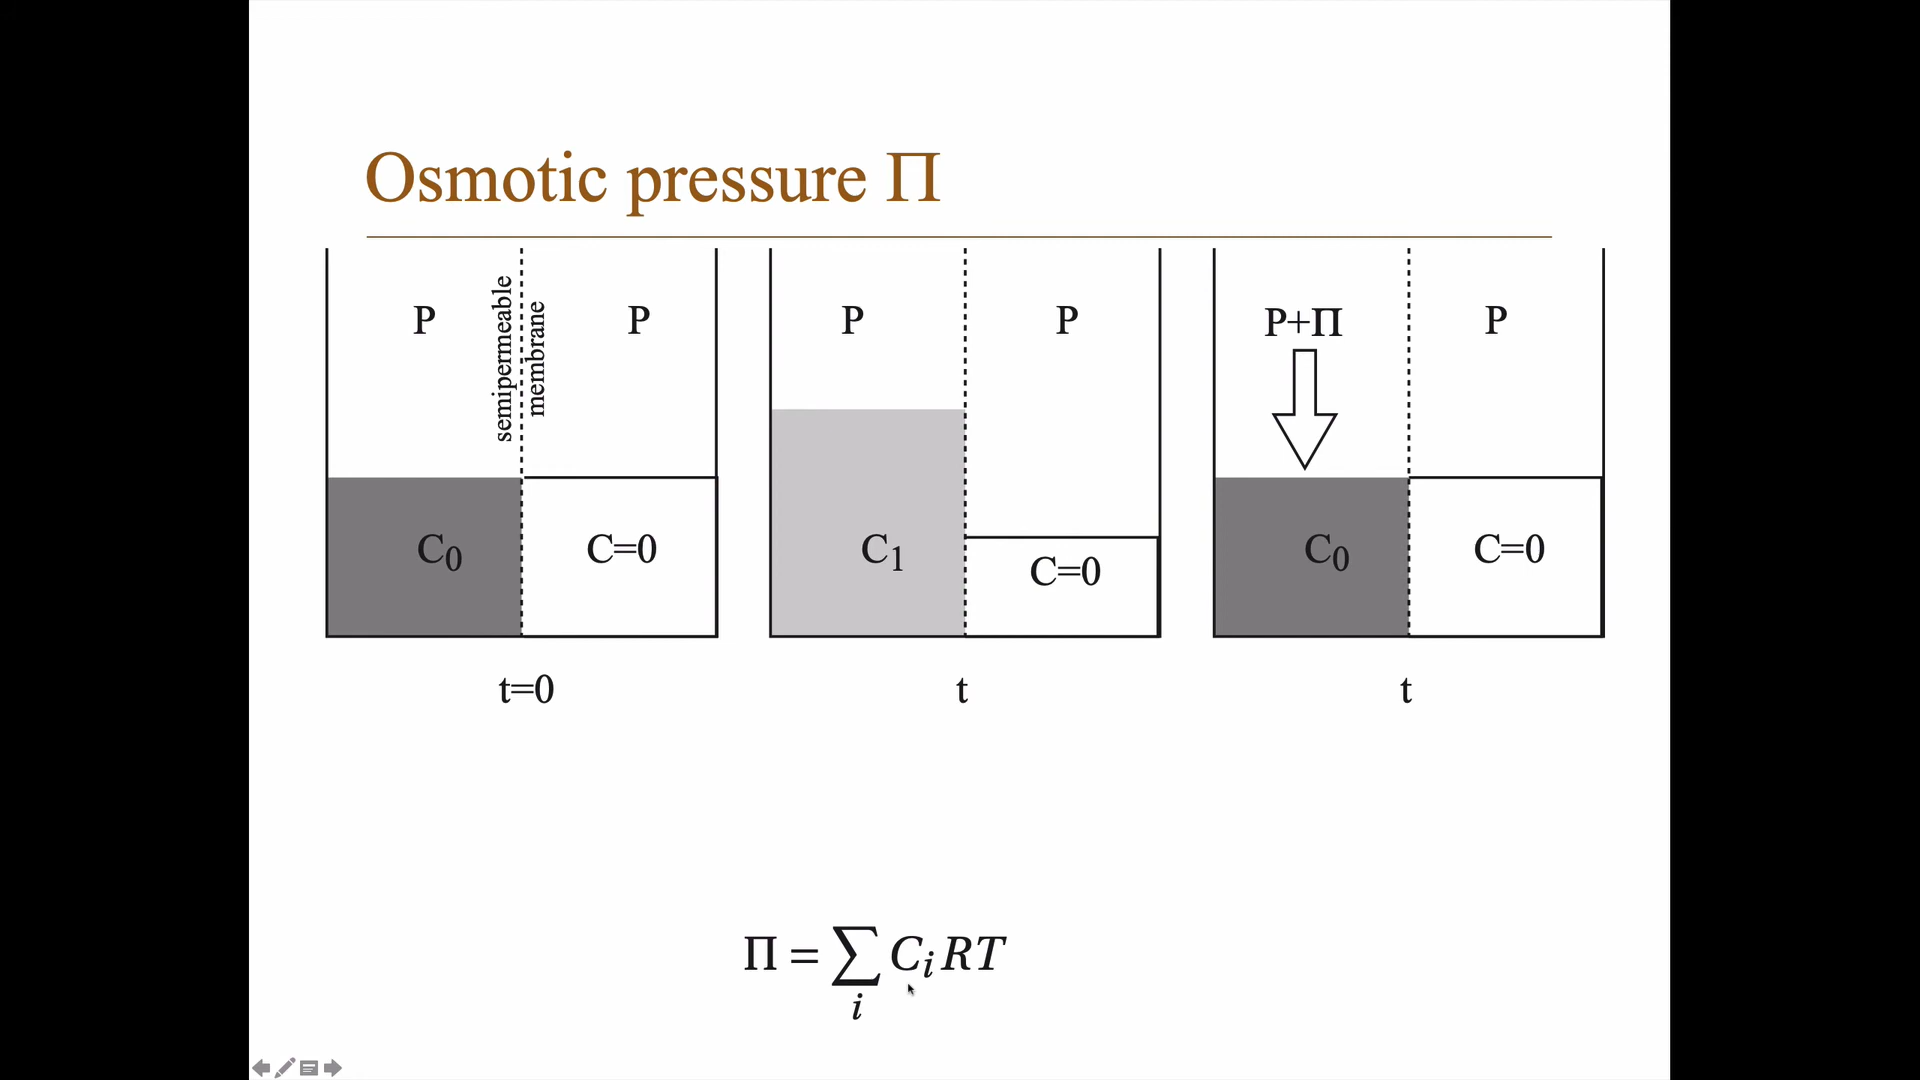 Osmotic pressure Π
P
semipermeable
membrane
P
P
P
P+Π
P
C₀
C=0
C₁
C=0
C₀
C=0
t=0
t
t
Π = ∑ᵢ CᵢRT